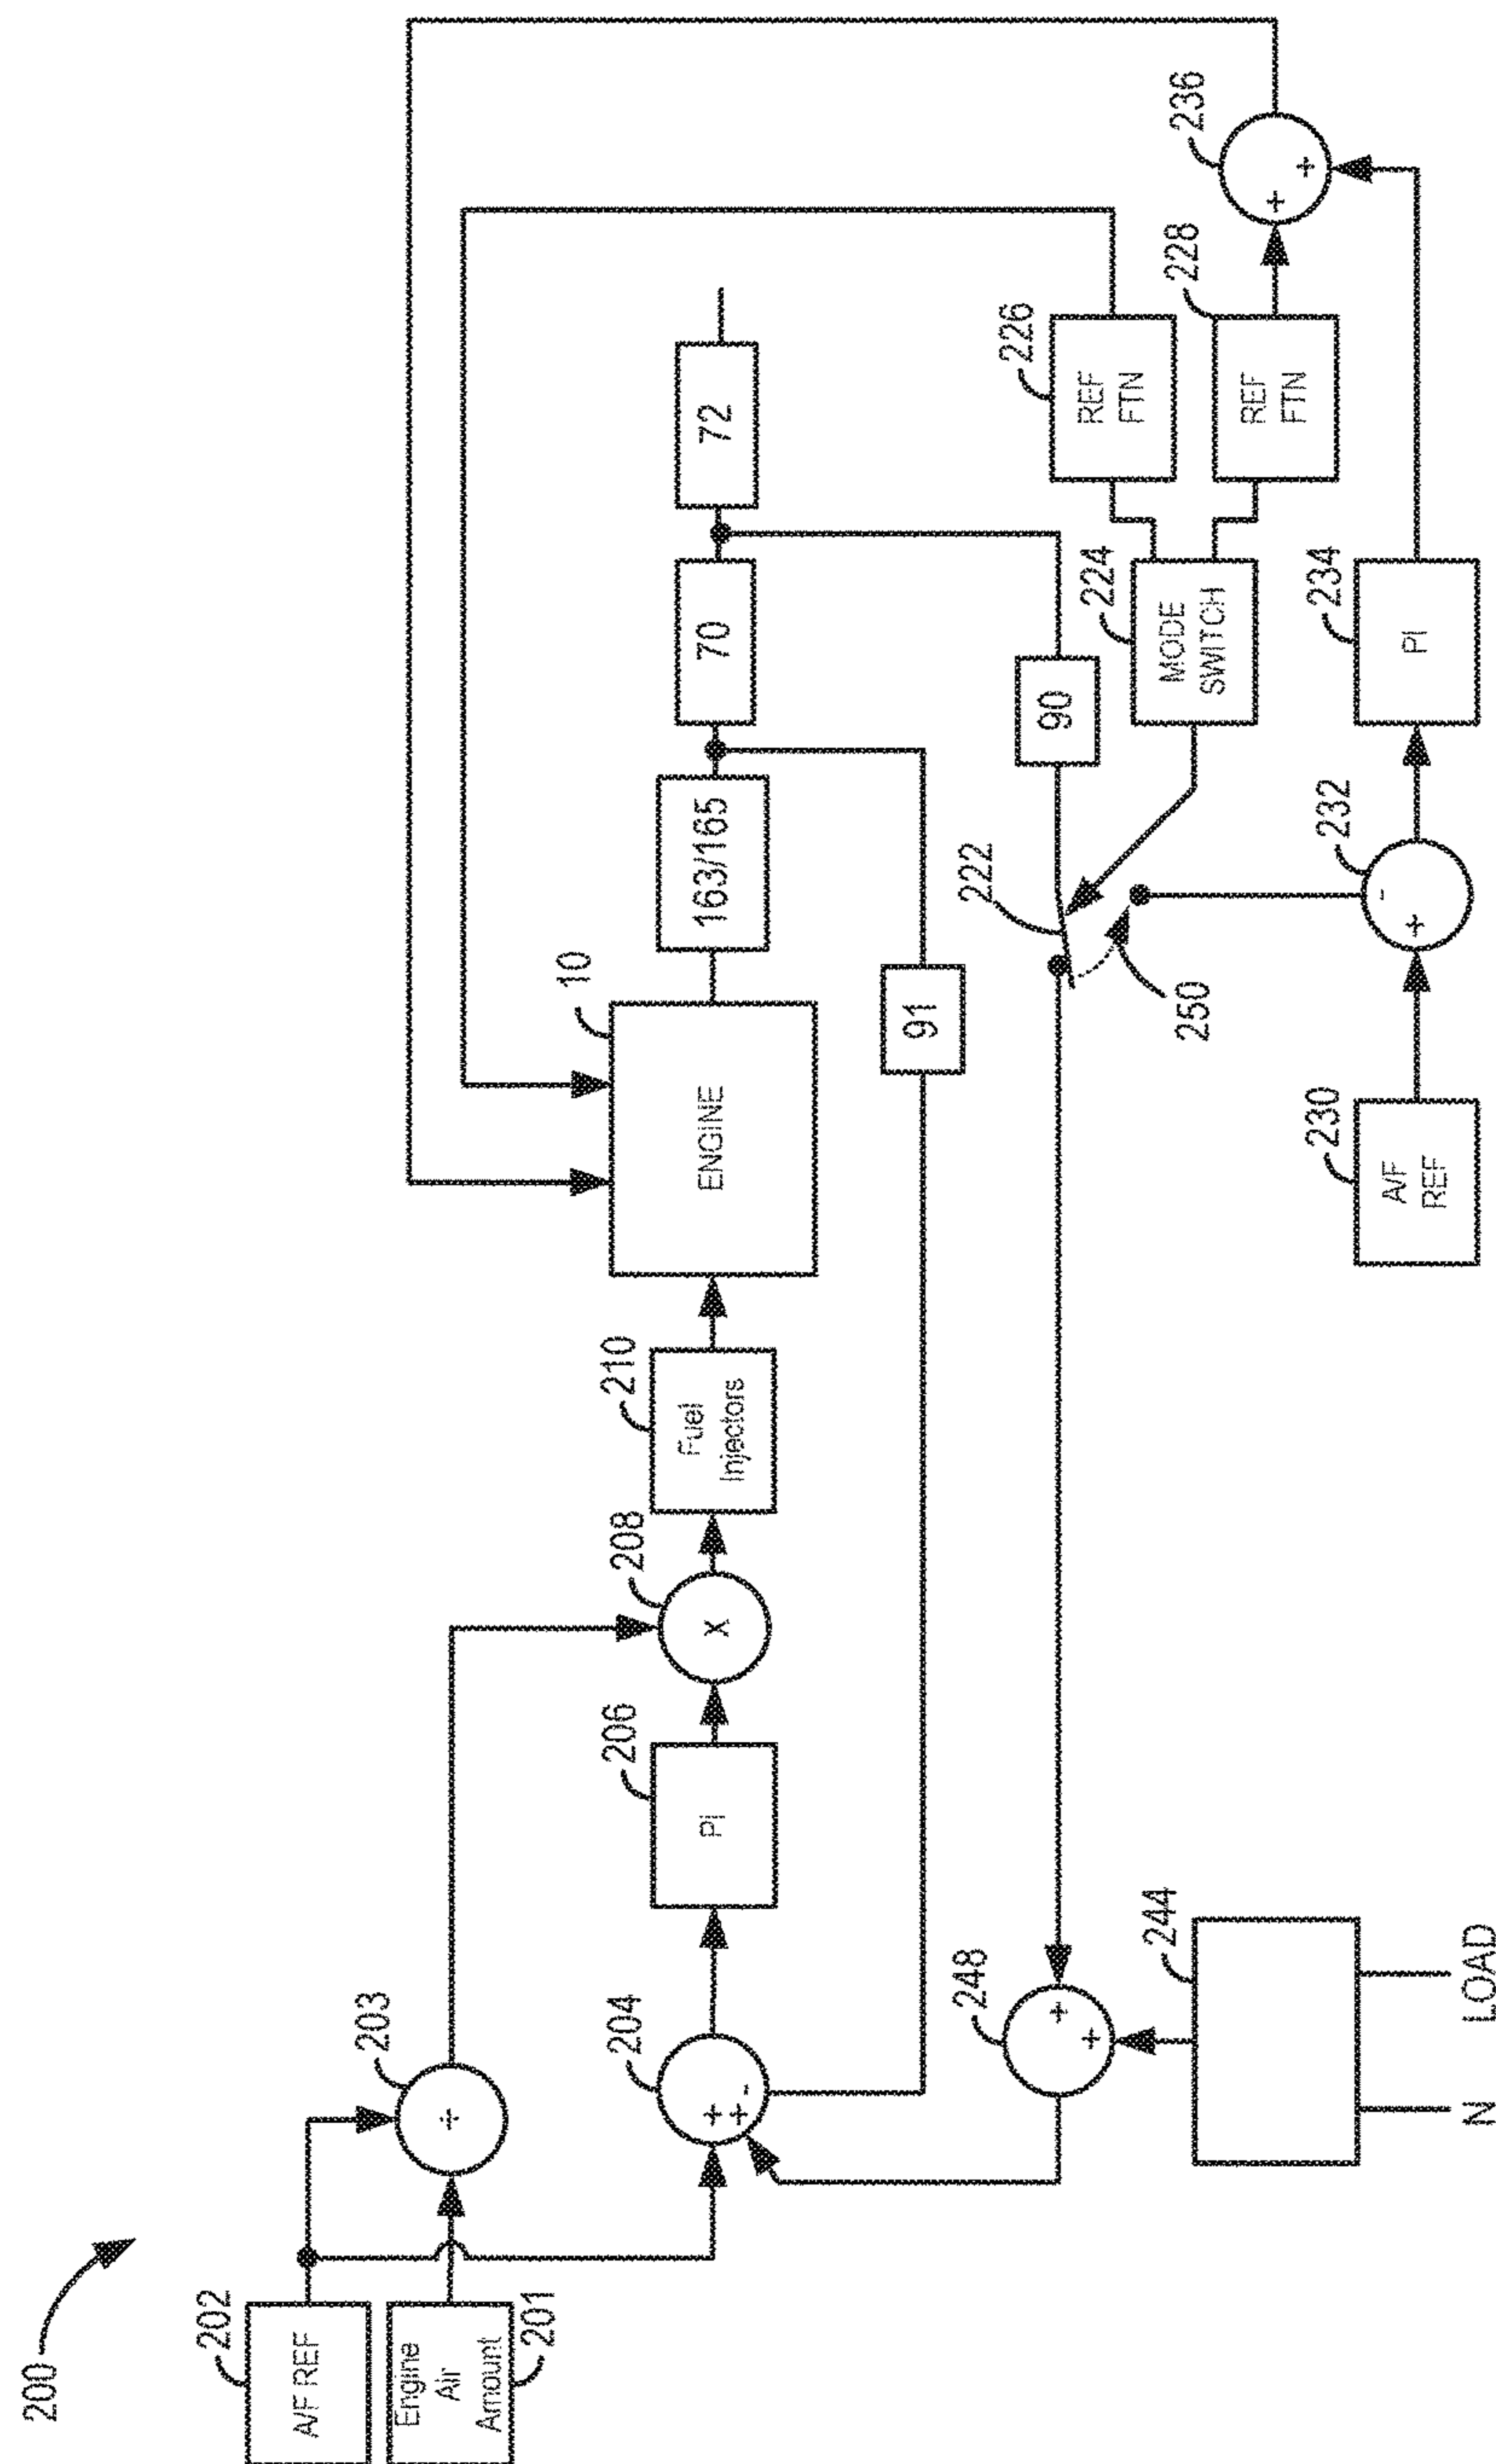 200
202
A/F REF
Engine
Air
Amount
201
203
÷
204
+
+
-
206
PI
208
X
210
Fuel
Injectors
10
ENGINE
163/165
70
72
91
90
222
250
224
MODE
SWITCH
226
REF
FTN
228
REF
FTN
236
+
+
230
A/F
REF
232
+
-
234
PI
248
+
+
244
N
LOAD